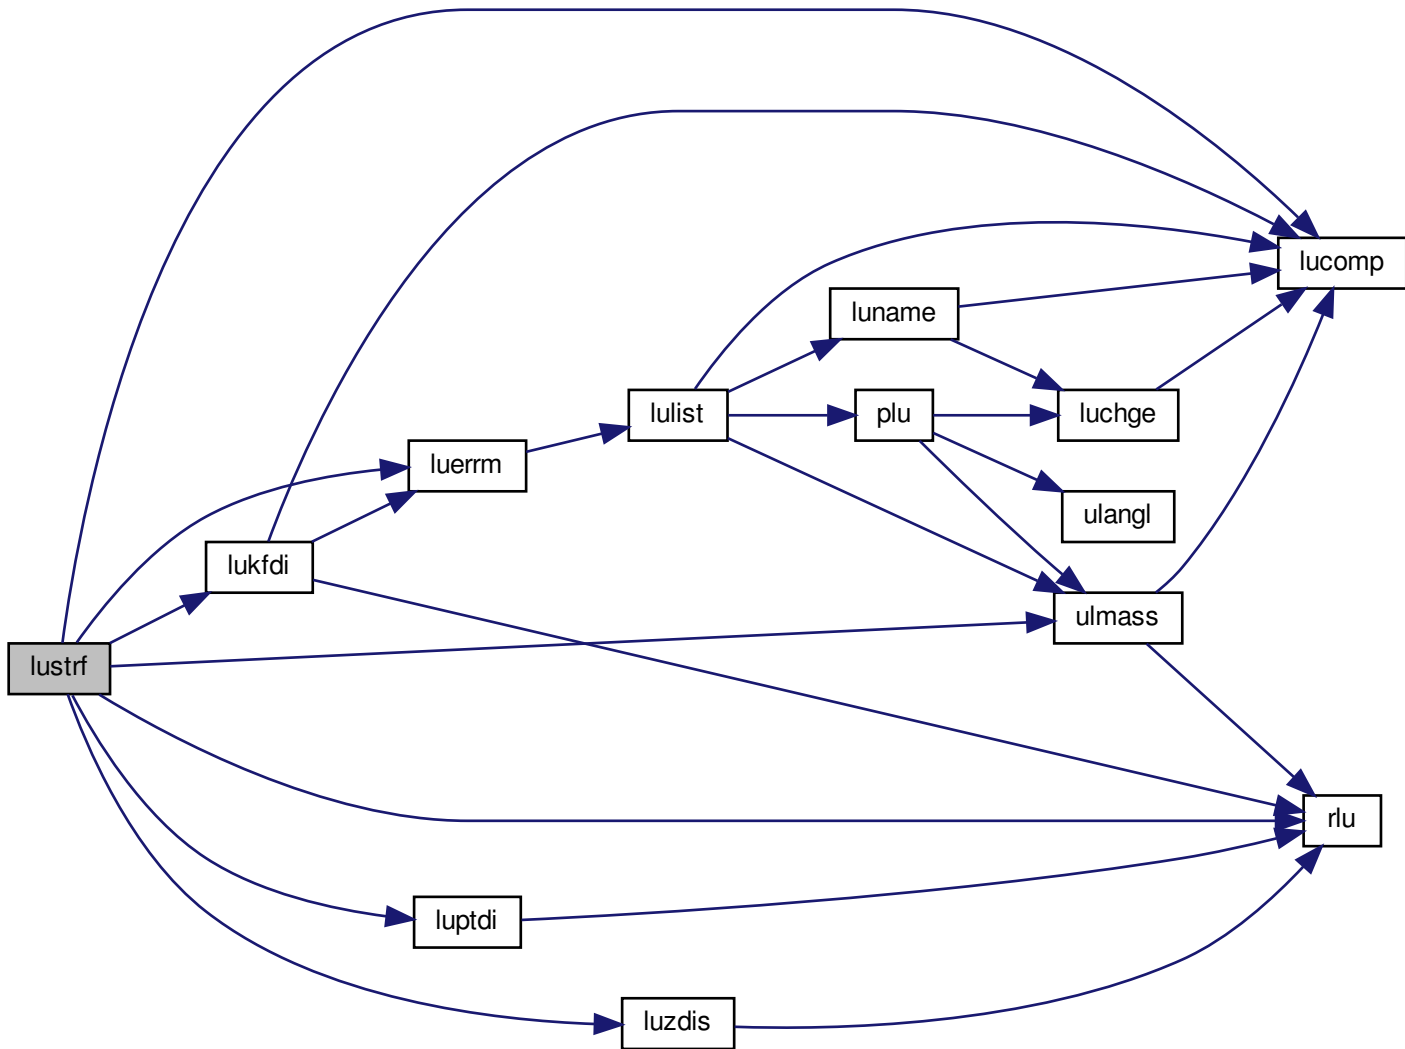 lucomp
luname
lulist
plu
luchge
luerrm
ulangl
lukfdi
ulmass
lustrf
rlu
luptdi
luzdis